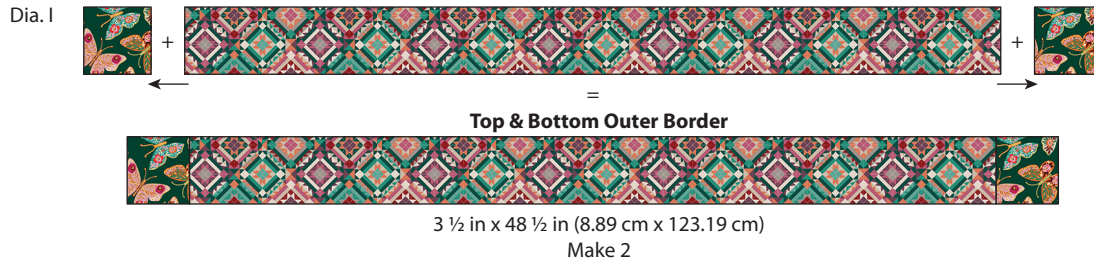 Dia. I
+ +
=
Top & Bottom Outer Border
3 ½ in x 48 ½ in (8.89 cm x 123.19 cm)
Make 2